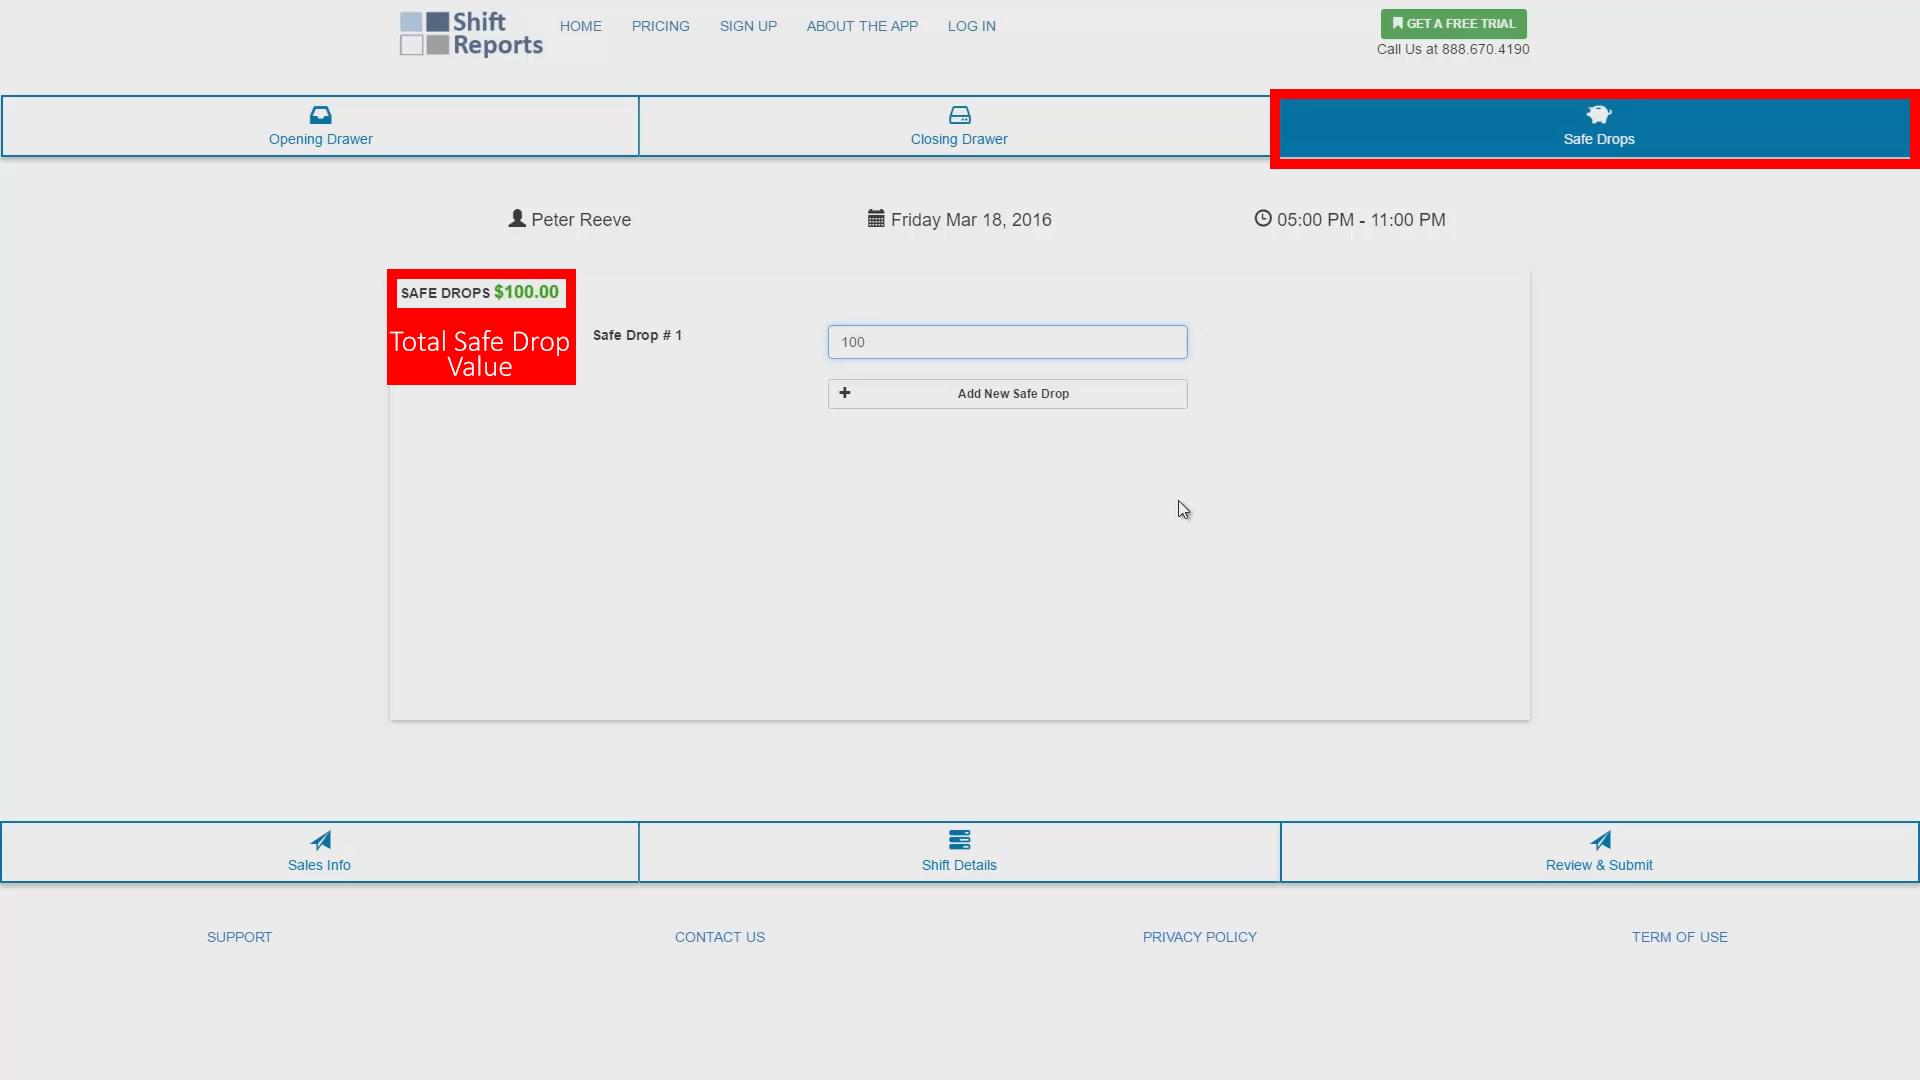 Shift
Reports
HOME
PRICING
SIGN UP
ABOUT THE APP
LOG IN
GET A FREE TRIAL
Call Us at 888.670.4190
Opening Drawer
Closing Drawer
Safe Drops
Peter Reeve
Friday Mar 18, 2016
05:00 PM - 11:00 PM
SAFE DROPS $100.00
Total Safe Drop
Value
Safe Drop # 1
100
Add New Safe Drop
Sales Info
Shift Details
Review & Submit
SUPPORT
CONTACT US
PRIVACY POLICY
TERM OF USE